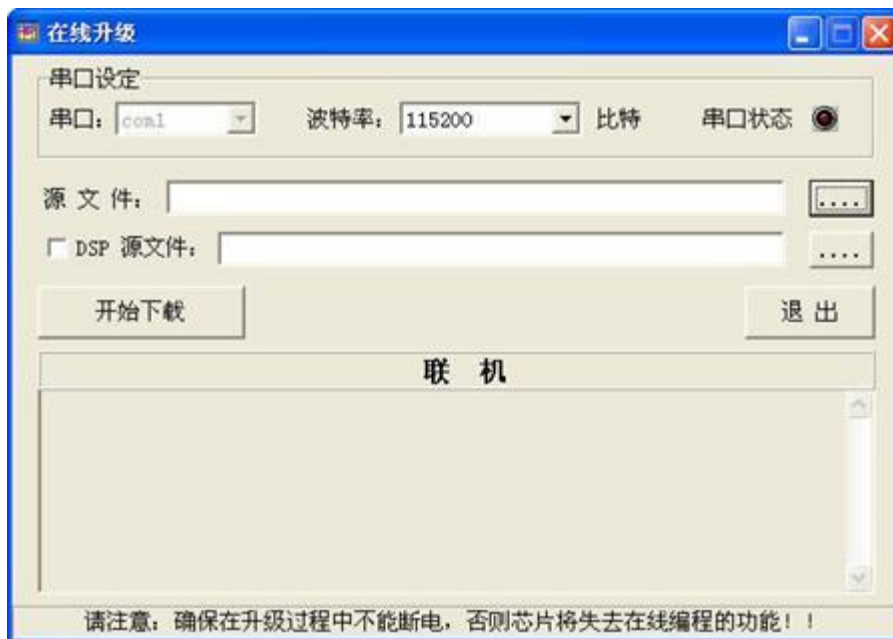 在线升级
串口设定
串口： com1 波特率： 115200 比特 串口状态
源 文 件： ....
DSP 源文件： ....
开始下载 退 出
联 机
请注意：确保在升级过程中不能断电，否则芯片将失去在线编程的功能！！